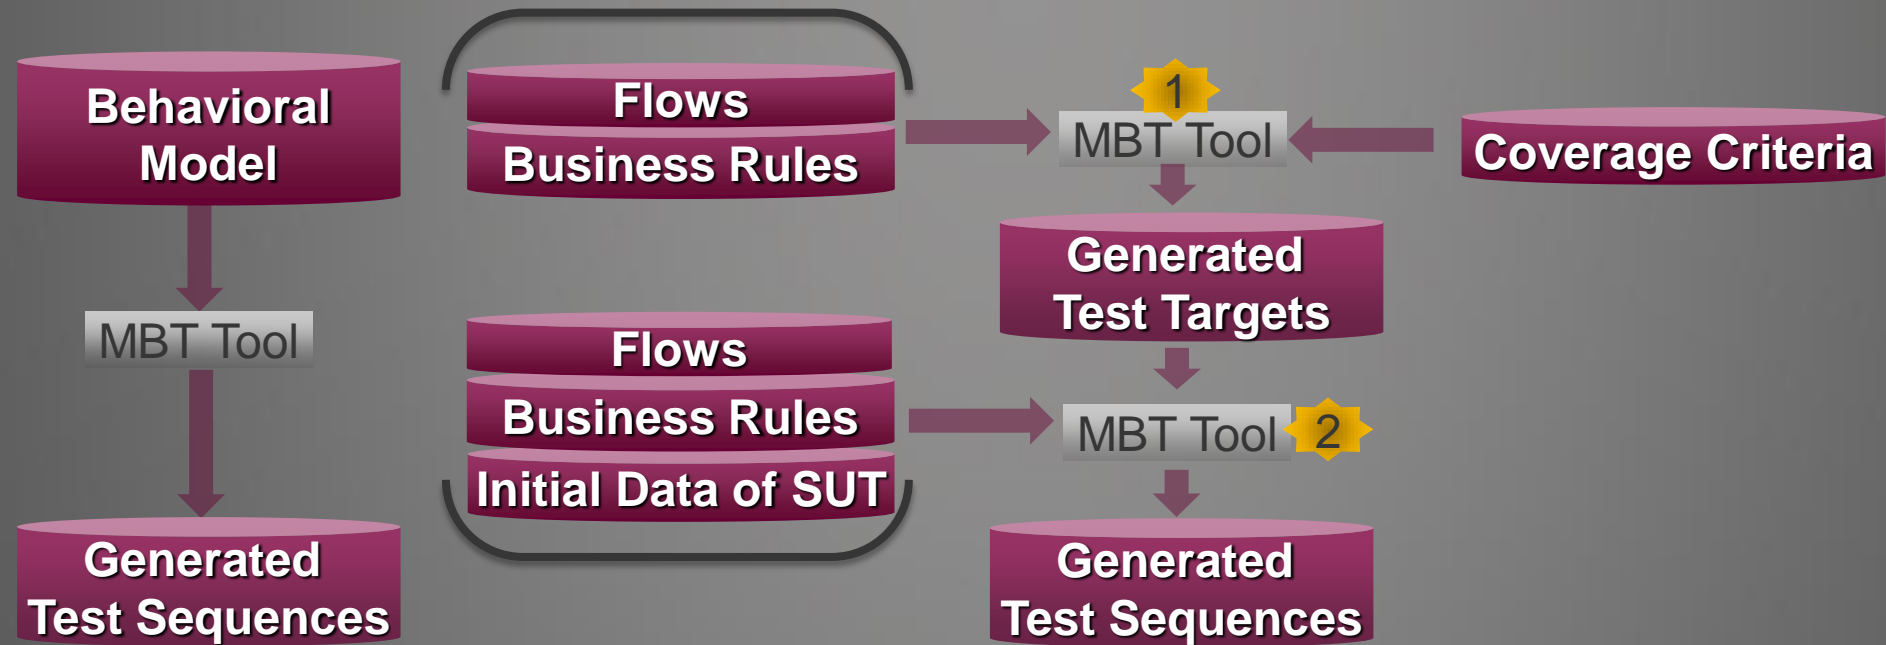 Behavioral
Model
MBT Tool
Generated
Test Sequences
Flows
Business Rules
Flows
Business Rules
Initial Data of SUT
1
MBT Tool
Coverage Criteria
Generated
Test Targets
MBT Tool
2
Generated
Test Sequences